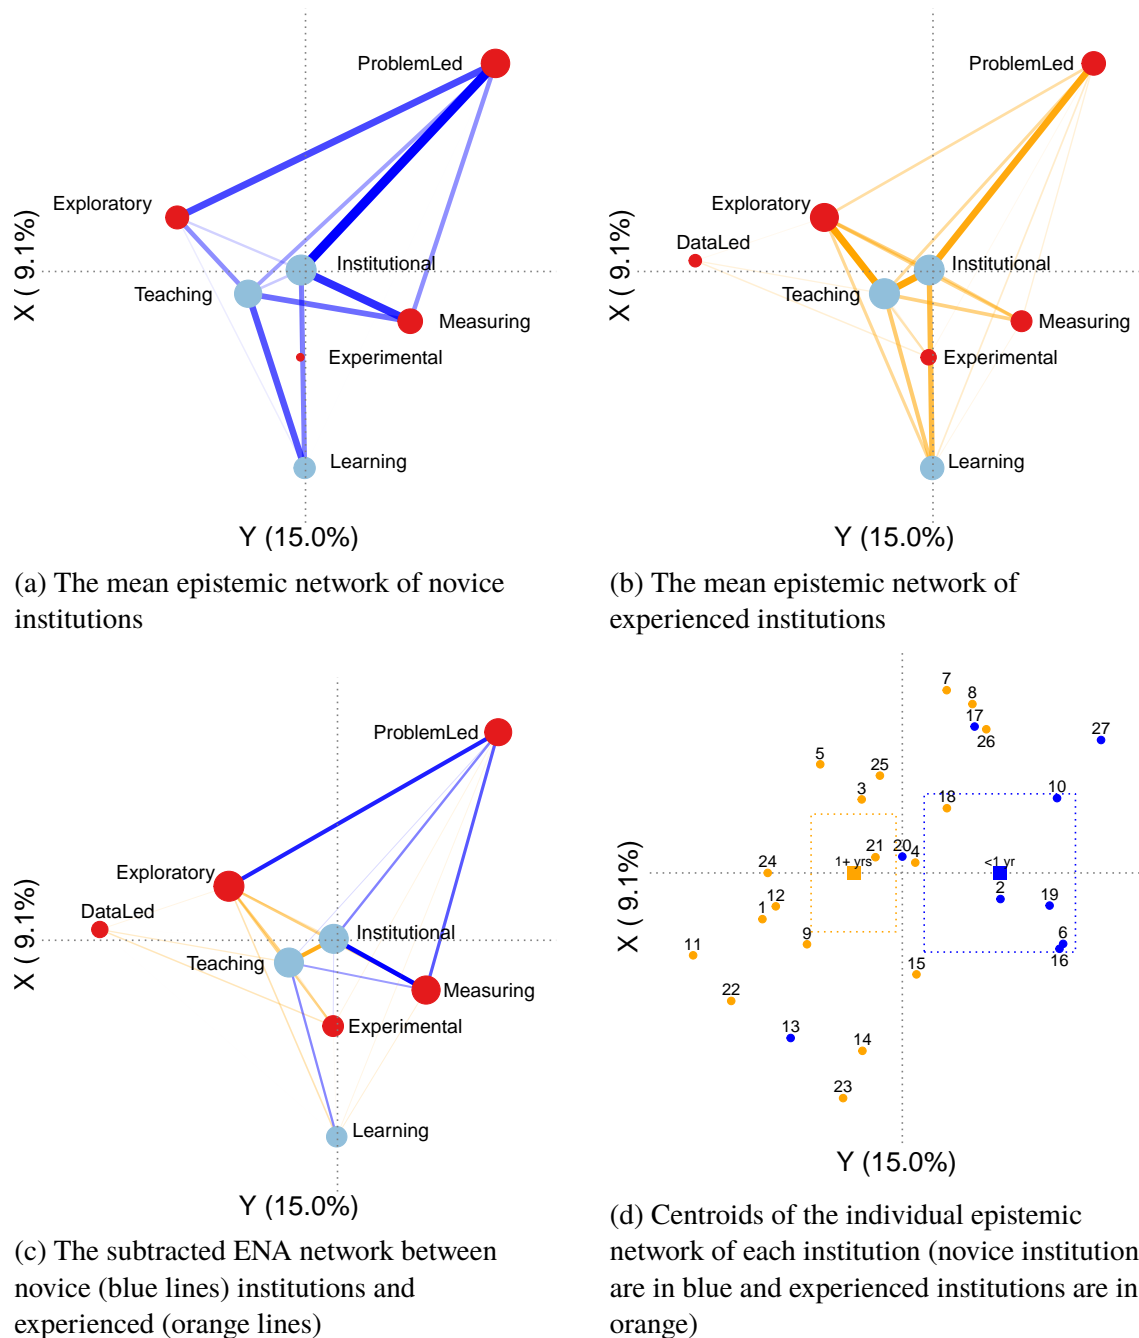 ProblemLed
Exploratory
Institutional
Teaching
Measuring
Experimental
Learning
X ( 9.1%)
Y (15.0%)
(a) The mean epistemic network of novice
institutions
ProblemLed
Exploratory
DataLed
Institutional
Teaching
Measuring
Experimental
Learning
X ( 9.1%)
Y (15.0%)
(b) The mean epistemic network of
experienced institutions
ProblemLed
Exploratory
DataLed
Institutional
Teaching
Measuring
Experimental
Learning
X ( 9.1%)
Y (15.0%)
(c) The subtracted ENA network between
novice (blue lines) institutions and
experienced (orange lines)
7
8
17
26
27
5
25
3
18
10
21
20
4
1+ yrs
<1 yr
24
2
12
1
19
9
6
16
11
15
22
13
14
23
X ( 9.1%)
Y (15.0%)
(d) Centroids of the individual epistemic
network of each institution (novice institution
are in blue and experienced institutions are in
orange)